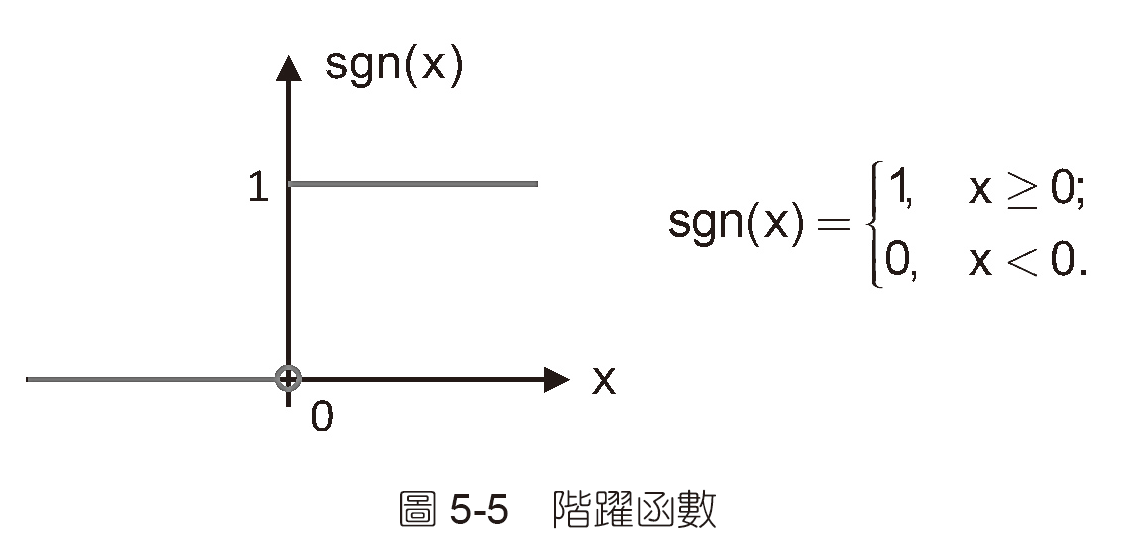 sgn(x)
1
x
0
sgn(x) = { 1, x ≥ 0;
0, x < 0.
圖 5-5 階躍函數